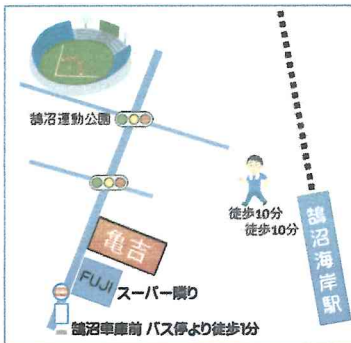 鵠沼運動公園
徒歩10分
徒歩10分
鵠沼海岸駅
亀吉
FUJI
スーパー隣り
鵠沼車庫前 バス停より徒歩1分